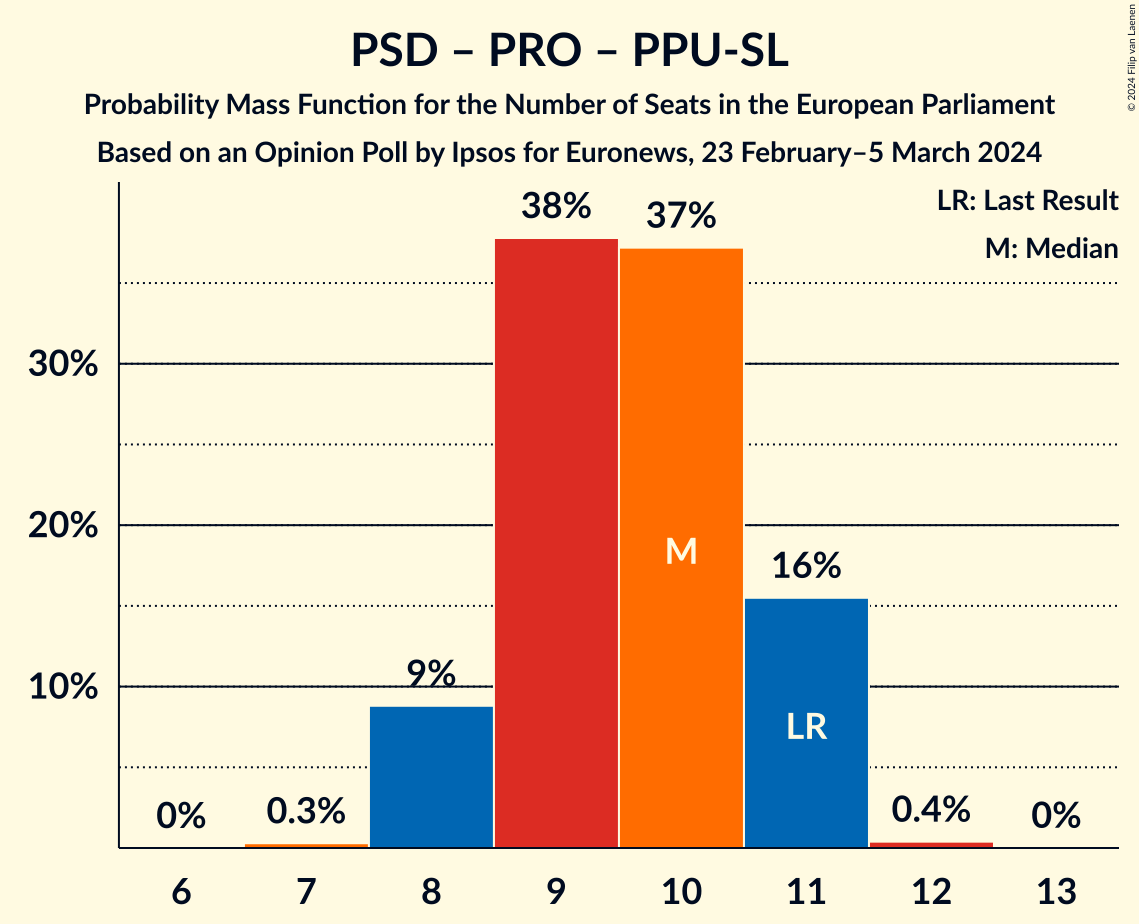 PSD – PRO – PPU-SL
Probability Mass Function for the Number of Seats in the European Parliament
Based on an Opinion Poll by Ipsos for Euronews, 23 February–5 March 2024
© 2024 Filip van Laenen
LR: Last Result
M: Median
38%
37%
30%
20%
10%
M
16%
9%
LR
0%
0.3%
0.4%
0%
6
7
8
9
10
11
12
13